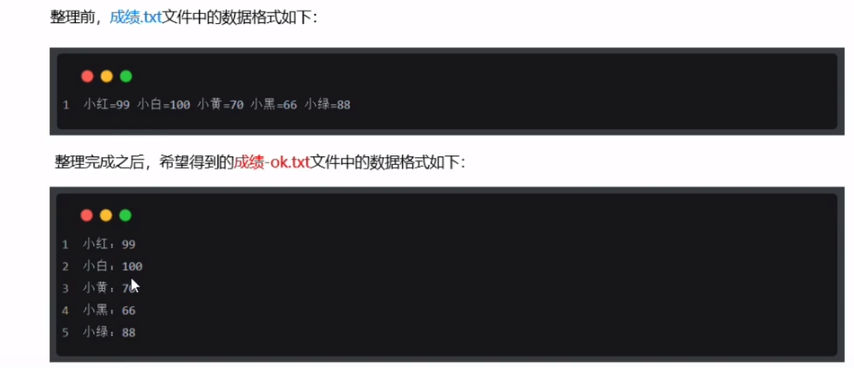 整理前，成绩.txt文件中的数据格式如下：
1 小红=99 小白=100 小黄=70 小黑=66 小绿=88
整理完成之后，希望得到的成绩-ok.txt文件中的数据格式如下：
1 小红：99
2 小白：100
3 小黄：70
4 小黑：66
5 小绿：88